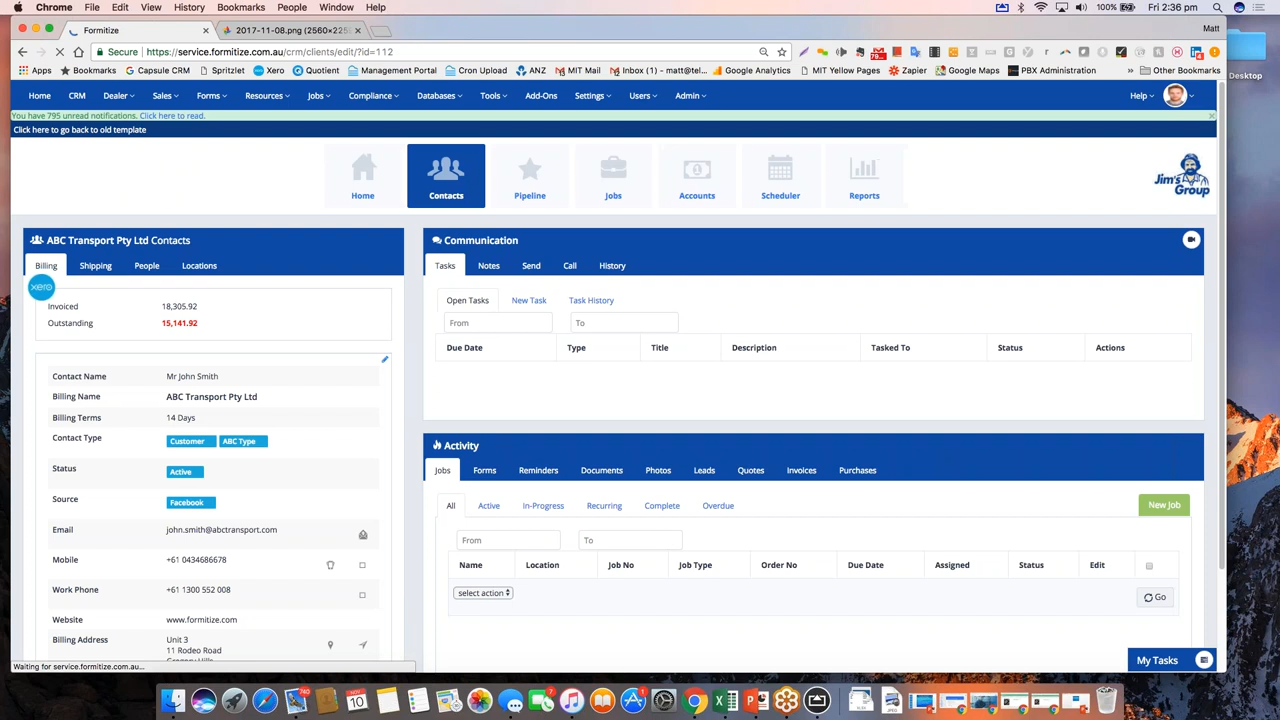 Chrome File Edit View History Bookmarks People Window Help 100% Fri 2:36 pm
Formitize 2017-11-08.png (2560×225 Matt
Secure https://service.formitize.com.au/crm/clients/edit/?id=112
Apps Bookmarks Capsule CRM Spritzlet Xero Quotient Management Portal Cron Upload ANZ MIT Mail Inbox (1) - matt@tel... Google Analytics MIT Yellow Pages Zapier Google Maps PBX Administration » Other Bookmarks
Home CRM Dealer Sales Forms Resources Jobs Compliance Databases Tools Add-Ons Settings Users Admin Help
You have 795 unread notifications. Click here to read.
Click here to go back to old template
Home Contacts Pipeline Jobs Accounts Scheduler Reports
Jim's Group
ABC Transport Pty Ltd Contacts
Billing Shipping People Locations
xero
Invoiced 18,305.92
Outstanding 15,141.92
Contact Name Mr John Smith
Billing Name ABC Transport Pty Ltd
Billing Terms 14 Days
Contact Type Customer ABC Type
Status Active
Source Facebook
Email john.smith@abctransport.com
Mobile +61 0434686678
Work Phone +61 1300 552 008
Website www.formitize.com
Billing Address Unit 3
11 Rodeo Road
Gregory Hills
Waiting for service.formitize.com.au...
Communication
Tasks Notes Send Call History
Open Tasks New Task Task History
From To
Due Date Type Title Description Tasked To Status Actions
Activity
Jobs Forms Reminders Documents Photos Leads Quotes Invoices Purchases
All Active In-Progress Recurring Complete Overdue New Job
From To
Name Location Job No Job Type Order No Due Date Assigned Status Edit
select action Go
My Tasks
Desktop